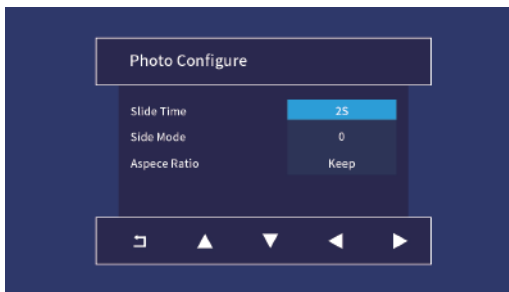 Photo Configure
Slide Time 2S
Side Mode 0
Aspece Ratio Keep